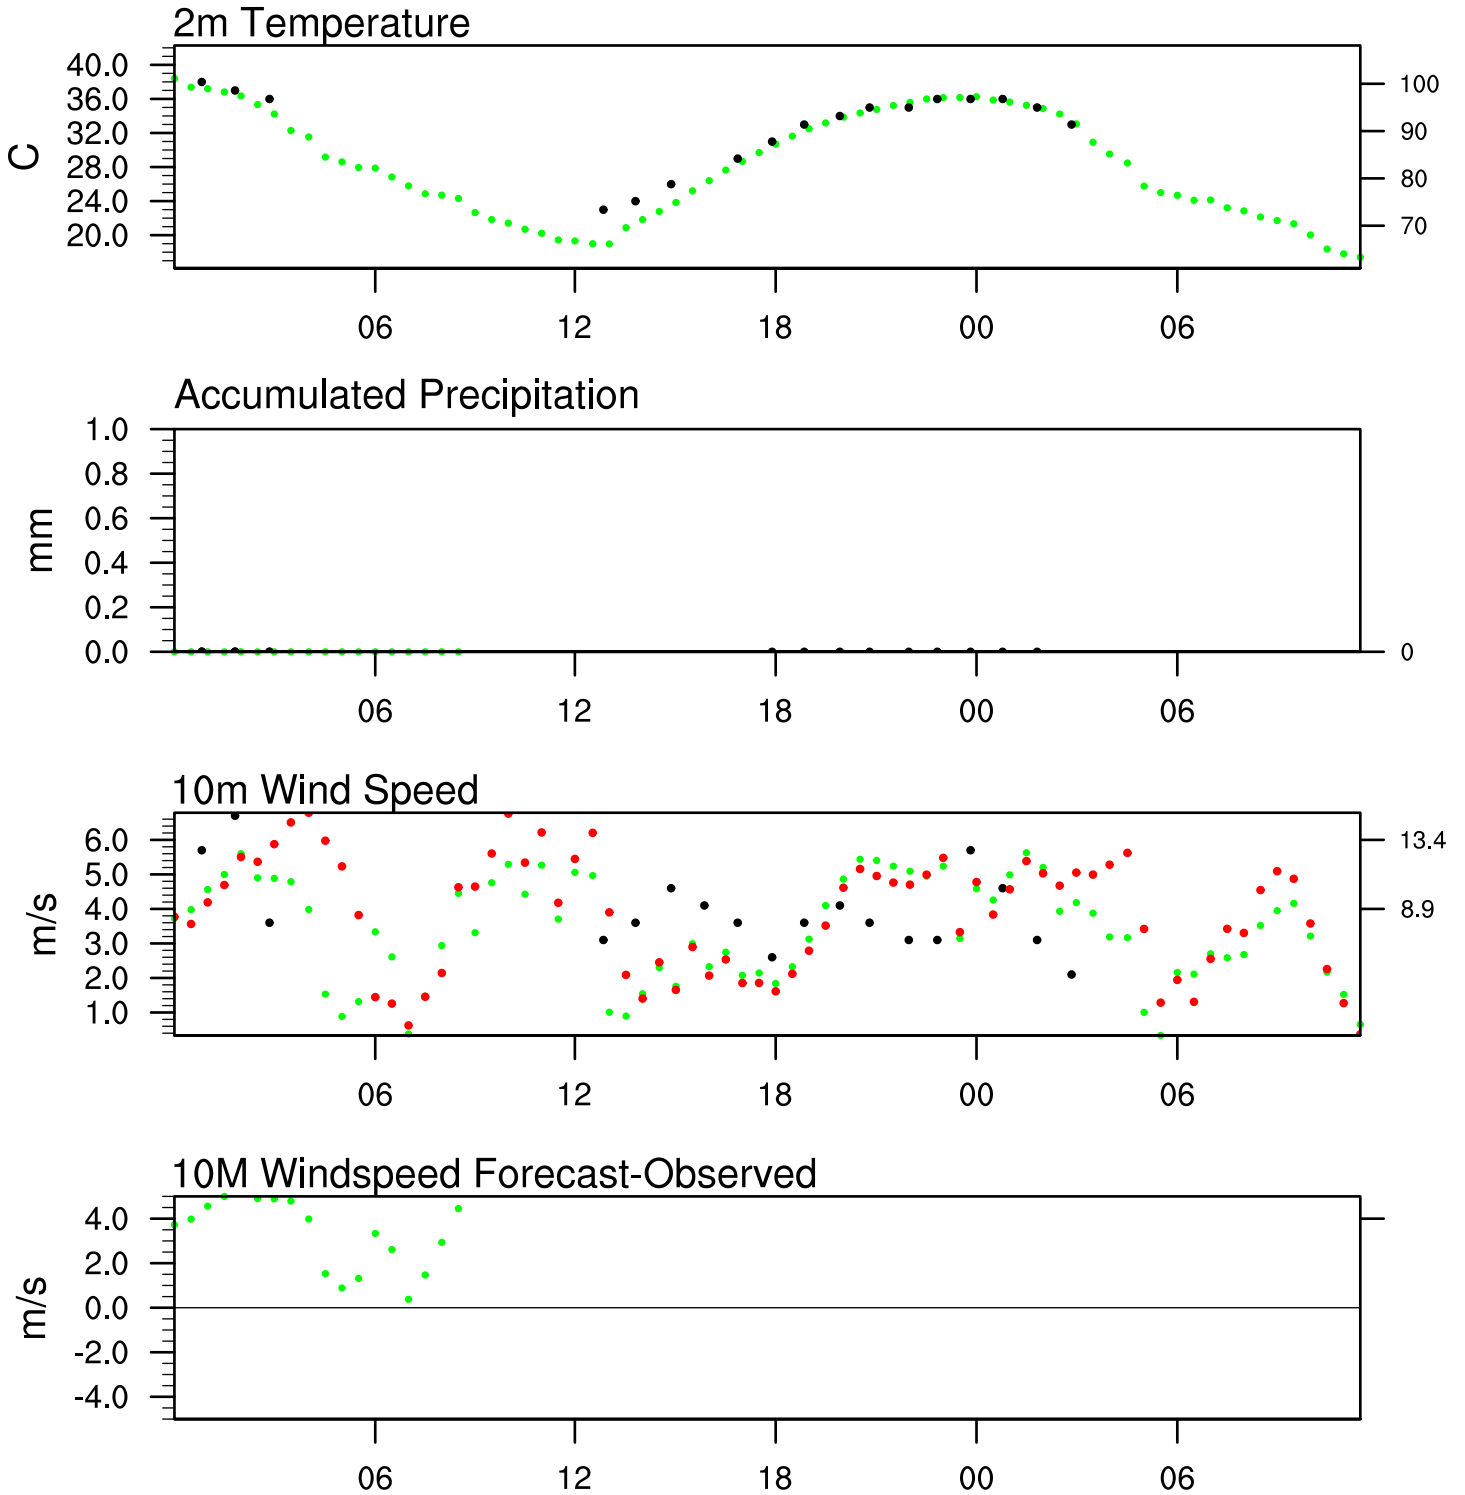 2m Temperature
40.0
36.0
32.0
28.0
24.0
20.0
C
100
90
80
70
06 12 18 00 06
Accumulated Precipitation
1.0
0.8
0.6
0.4
0.2
0.0
mm
0
06 12 18 00 06
10m Wind Speed
6.0
5.0
4.0
3.0
2.0
1.0
m/s
13.4
8.9
06 12 18 00 06
10M Windspeed Forecast-Observed
4.0
2.0
0.0
-2.0
-4.0
m/s
06 12 18 00 06